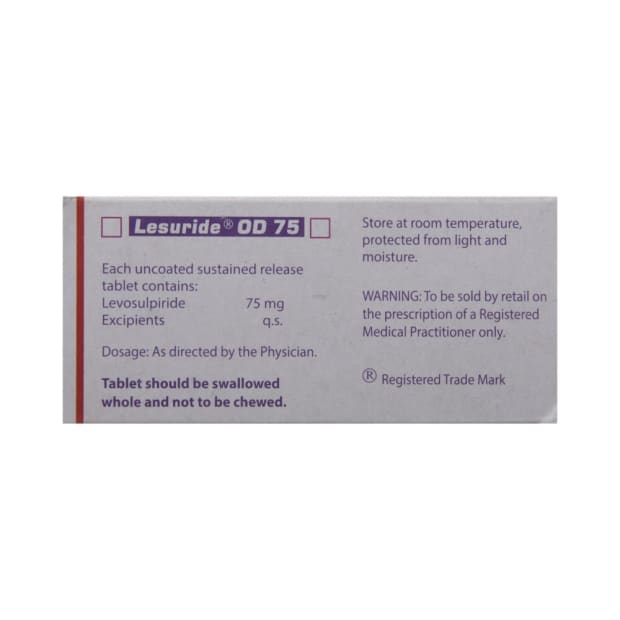 Lesuride® OD 75
Each uncoated sustained release
tablet contains:
Levosulpiride 75 mg
Excipients q.s.
Dosage: As directed by the Physician.
Tablet should be swallowed
whole and not to be chewed.
Store at room temperature,
protected from light and
moisture.
WARNING: To be sold by retail on
the prescription of a Registered
Medical Practitioner only.
® Registered Trade Mark